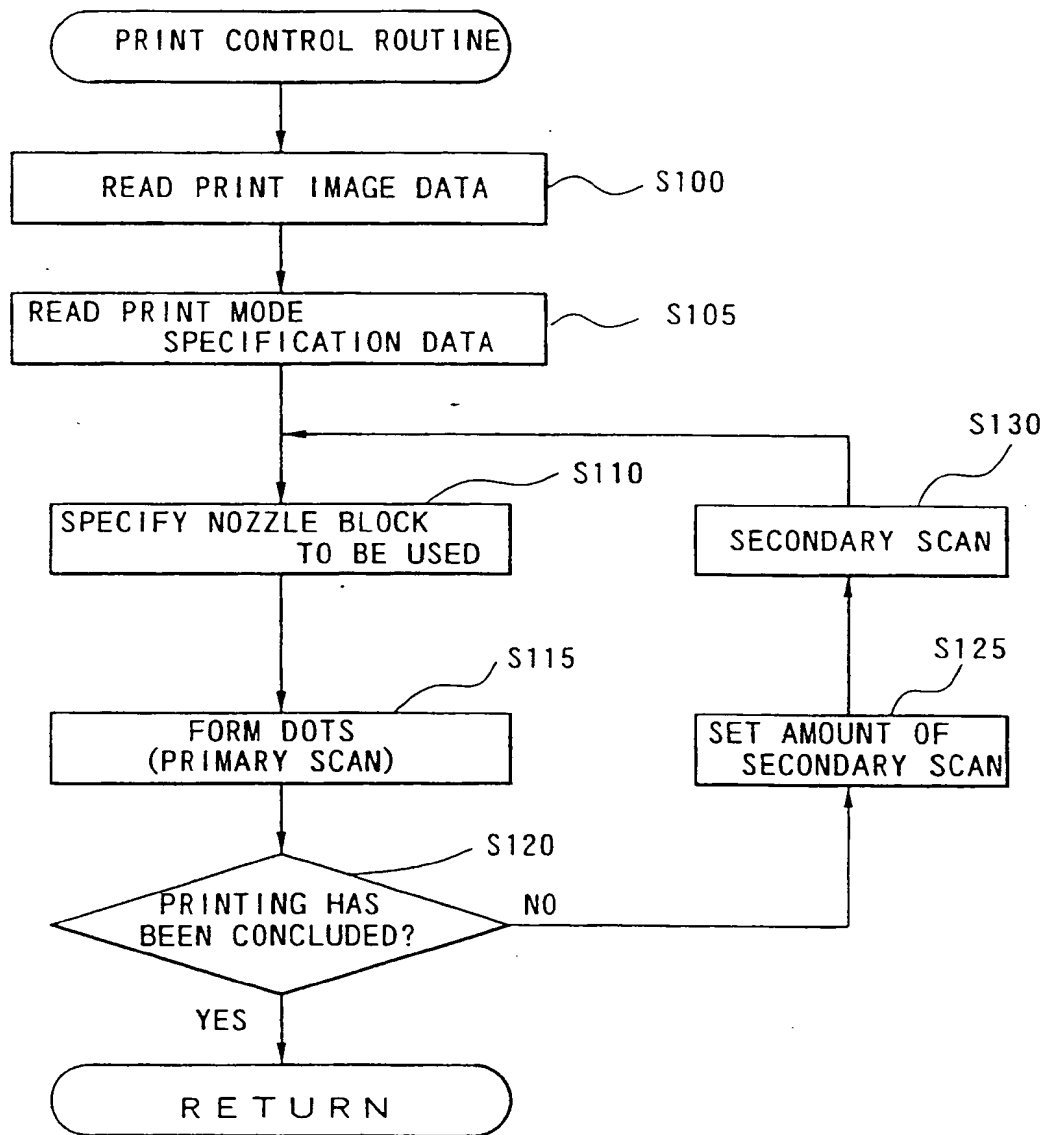 PRINT CONTROL ROUTINE
READ PRINT IMAGE DATA
S100
READ PRINT MODE
SPECIFICATION DATA
S105
S130
S110
SPECIFY NOZZLE BLOCK
TO BE USED
SECONDARY SCAN
S115
S125
FORM DOTS
(PRIMARY SCAN)
SET AMOUNT OF
SECONDARY SCAN
S120
PRINTING HAS
BEEN CONCLUDED?
NO
YES
RETURN